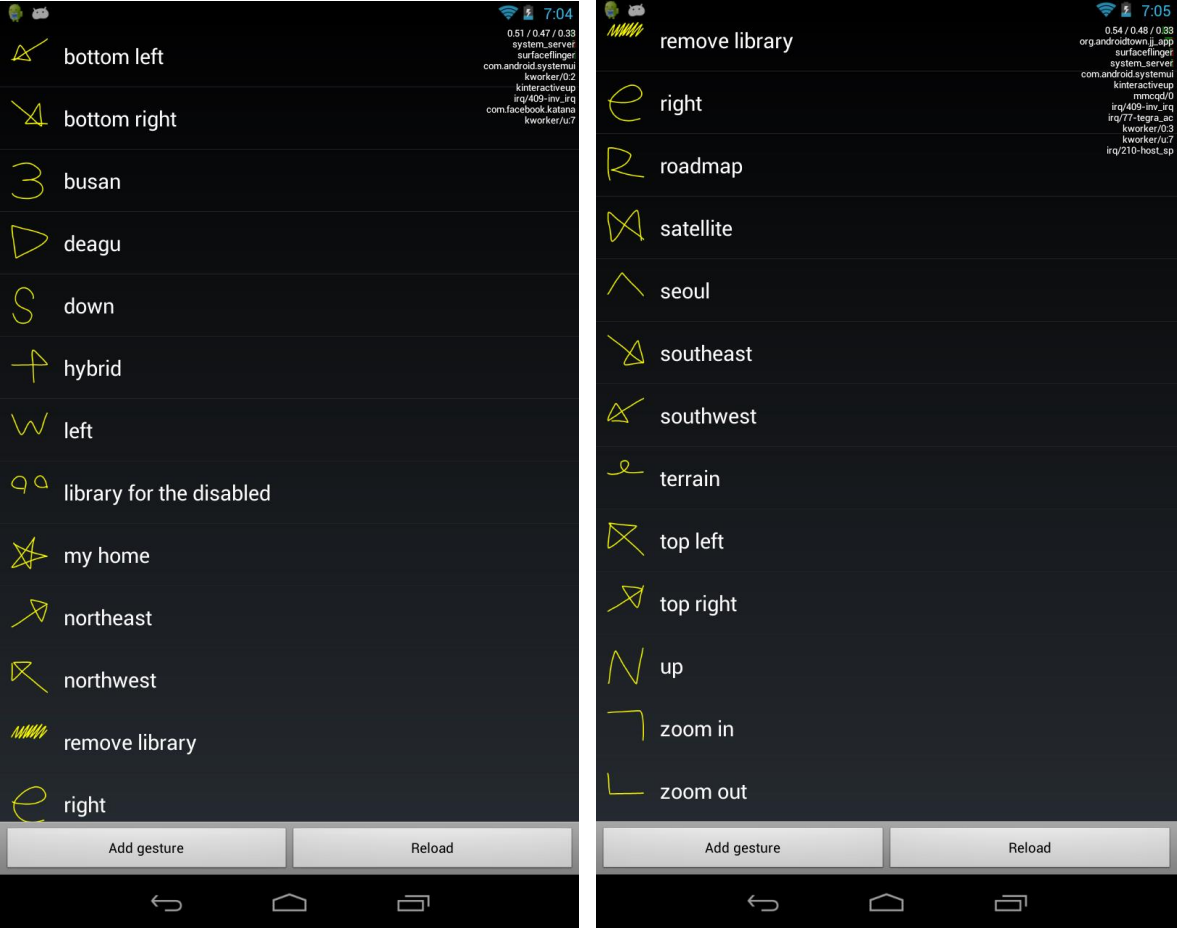 7:04
0.51 / 0.47 / 0.33
system_server
surfaceflinger
com.android.systemui
kworker/0:2
kinteractiveup
irq/409-inv_irq
com.facebook.katana
kworker/u:7
bottom left
bottom right
busan
deagu
down
hybrid
left
library for the disabled
my home
northeast
northwest
remove library
right
Add gesture
Reload
7:05
0.54 / 0.48 / 0.33
org.androidtown.jj_app
surfaceflinger
system_server
com.android.systemui
kinteractiveup
mmcqd/0
irq/409-inv_irq
irq/77-tegra_ac
kworker/0:3
kworker/u:7
irq/210-host_sp
remove library
right
roadmap
satellite
seoul
southeast
southwest
terrain
top left
top right
up
zoom in
zoom out
Add gesture
Reload